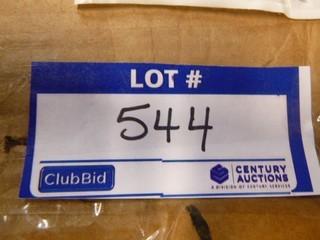 LOT #
544
ClubBid
CENTURY
AUCTIONS
A DIVISION OF CENTURY SERVICES